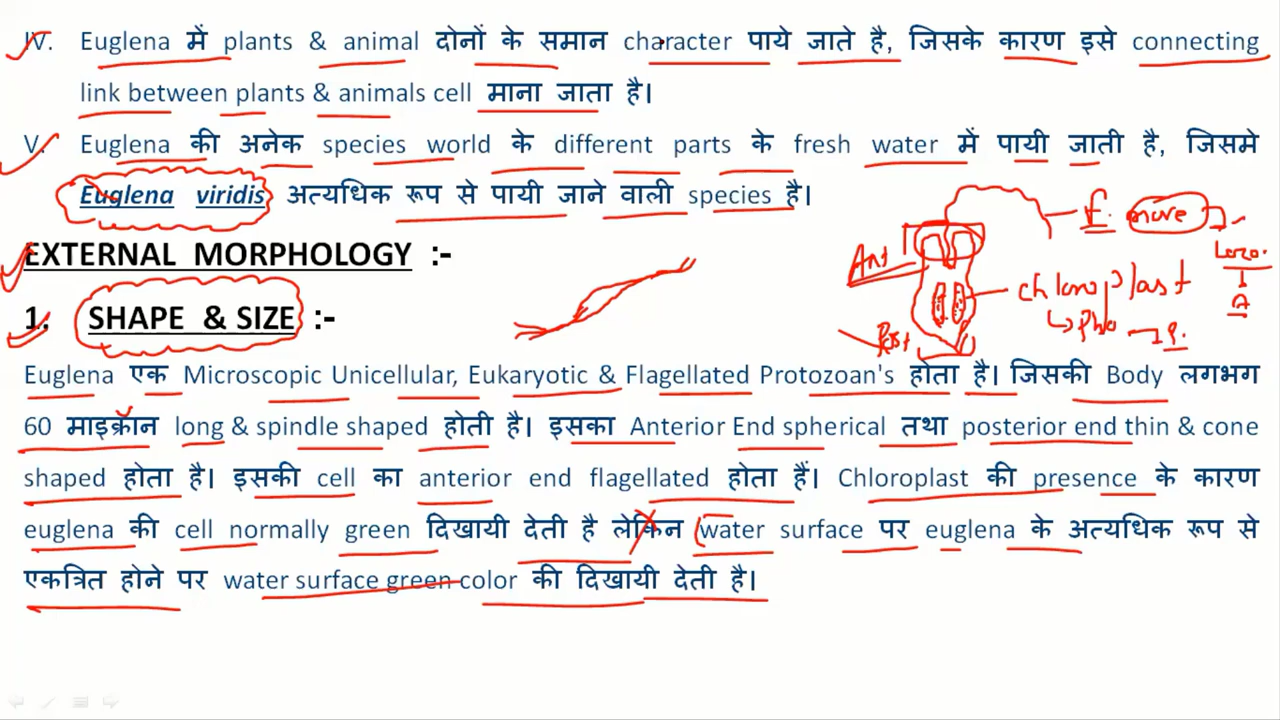 IV. Euglena में plants & animal दोनों के समान character पाये जाते है, जिसके कारण इसे connecting
link between plants & animals cell माना जाता है।
V. Euglena की अनेक species world के different parts के fresh water में पायी जाती है, जिसमे
Euglena viridis अत्यधिक रूप से पायी जाने वाली species है।
EXTERNAL MORPHOLOGY :-
1. SHAPE & SIZE :-
Ant
Post
f. move
Loco.
chloroplast
Pho
Euglena एक Microscopic Unicellular, Eukaryotic & Flagellated Protozoan's होता है। जिसकी Body लगभग
60 माइक्रॉन long & spindle shaped होती है। इसका Anterior End spherical तथा posterior end thin & cone
shaped होता है। इसकी cell का anterior end flagellated होता हैं। Chloroplast की presence के कारण
euglena की cell normally green दिखायी देती है लेकिन water surface पर euglena के अत्यधिक रूप से
एकत्रित होने पर water surface green color की दिखायी देती है।